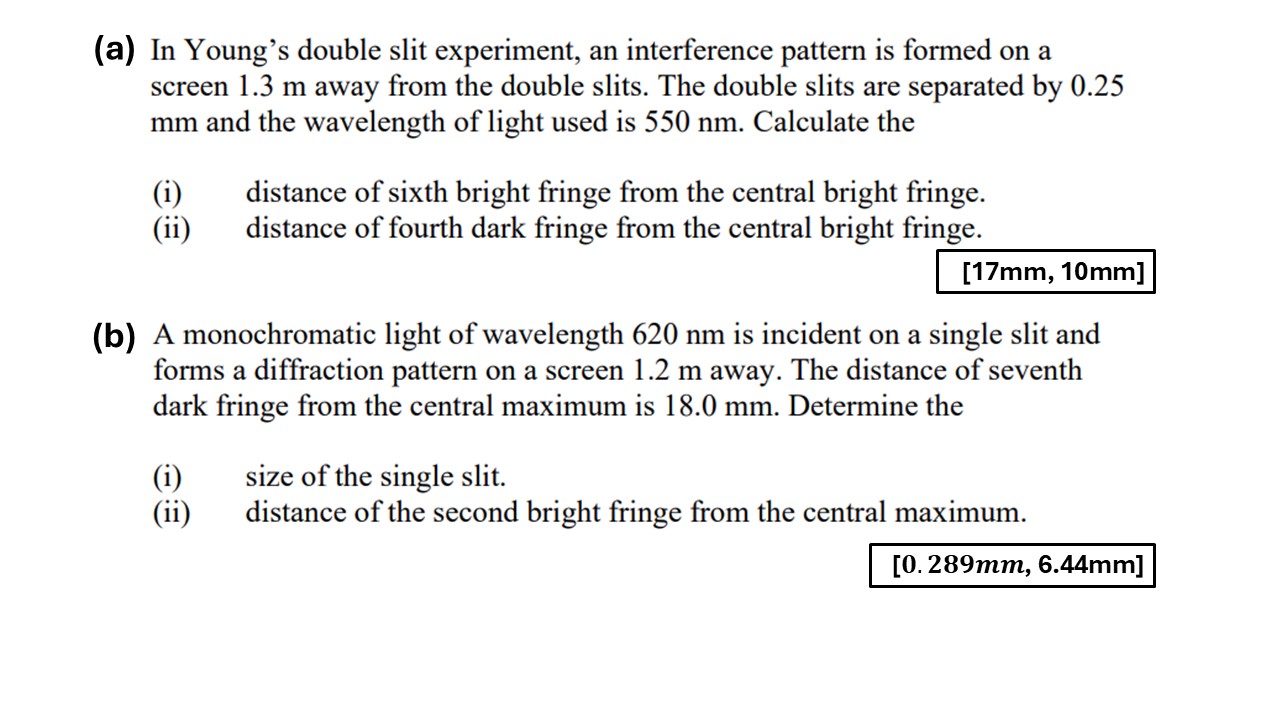 (a) In Young's double slit experiment, an interference pattern is formed on a
screen 1.3 m away from the double slits. The double slits are separated by 0.25
mm and the wavelength of light used is 550 nm. Calculate the
(i) distance of sixth bright fringe from the central bright fringe.
(ii) distance of fourth dark fringe from the central bright fringe.
[17mm, 10mm]
(b) A monochromatic light of wavelength 620 nm is incident on a single slit and
forms a diffraction pattern on a screen 1.2 m away. The distance of seventh
dark fringe from the central maximum is 18.0 mm. Determine the
(i) size of the single slit.
(ii) distance of the second bright fringe from the central maximum.
[0.289mm, 6.44mm]